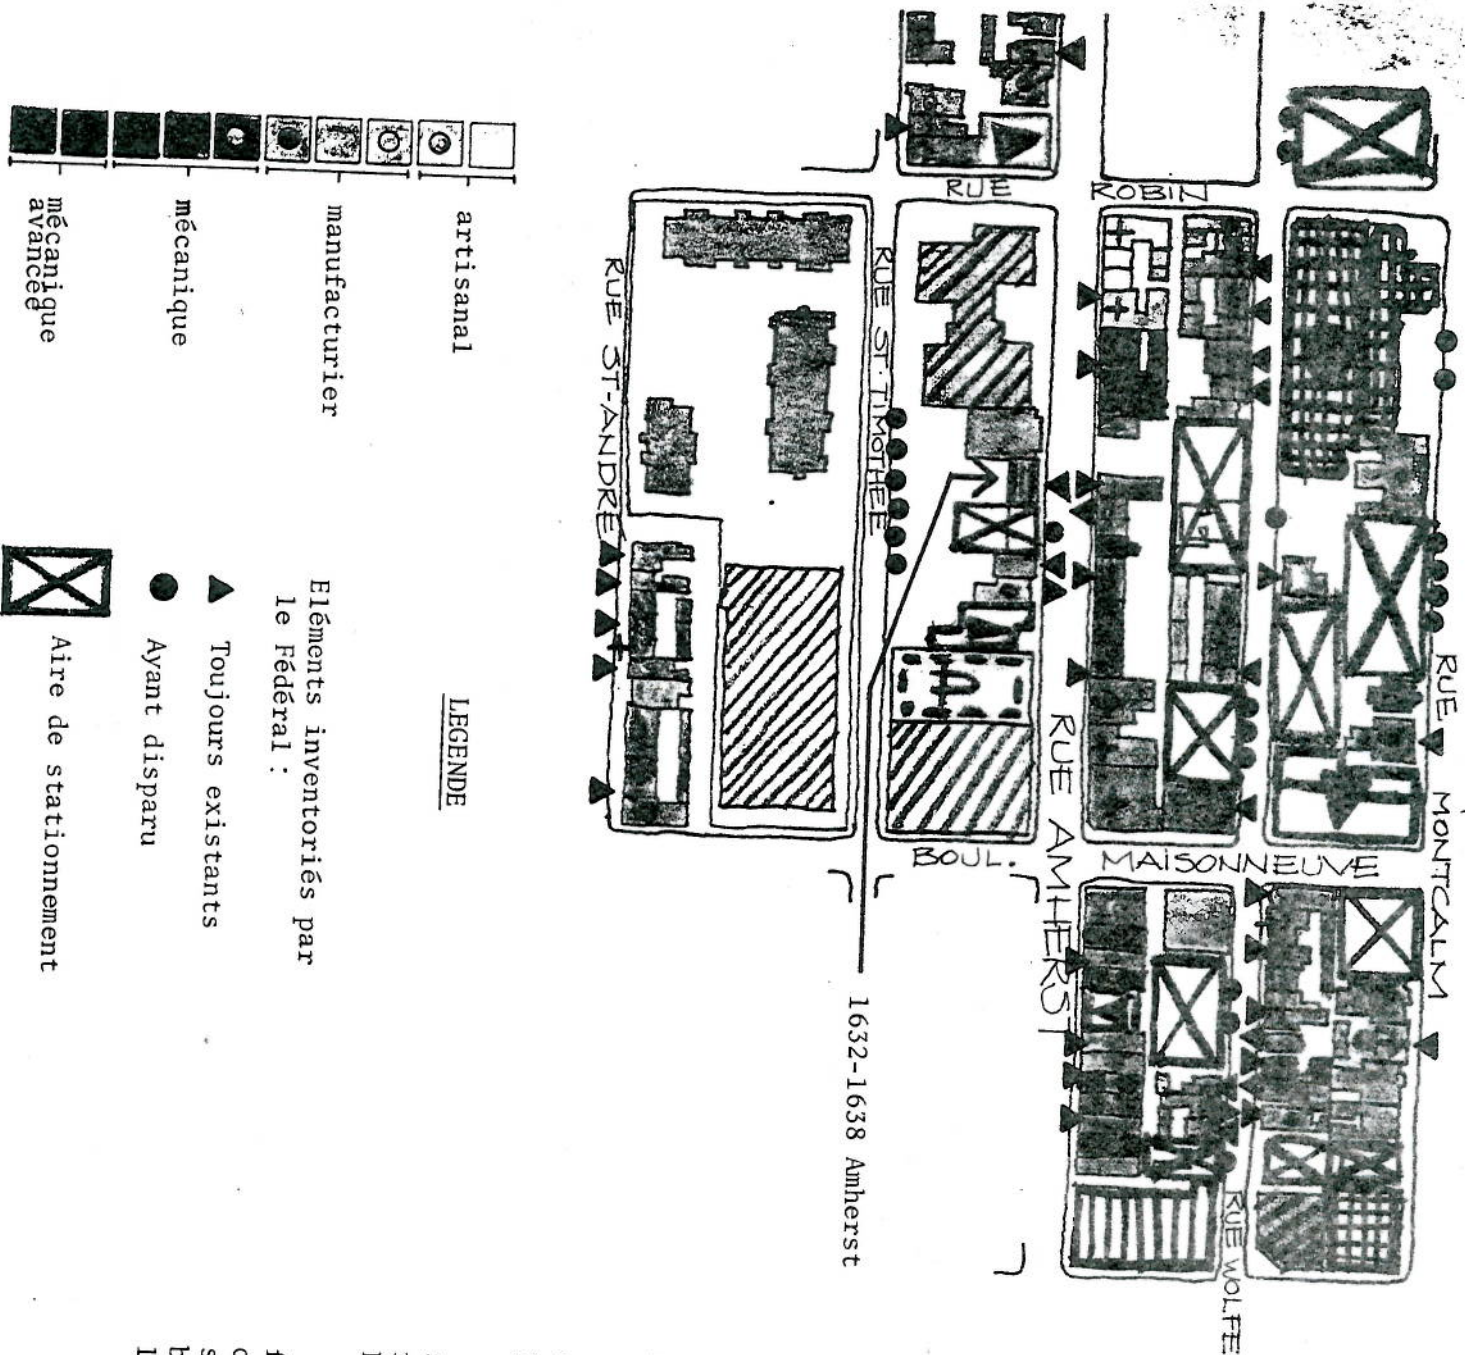 RUE ROBIN
RUE ST-ANDRE
RUE ST-TIMOTHEE
RUE AMHERST
RUE MONTCALM
RUE WOLFE
BOUL. MAISONNEUVE
1632-1638 Amherst
LEGENDE
Eléments inventoriés par
le Fédéral :
Toujours existants
Ayant disparu
Aire de stationnement
artisanal
manufacturier
mécanique
mécanique
avancée